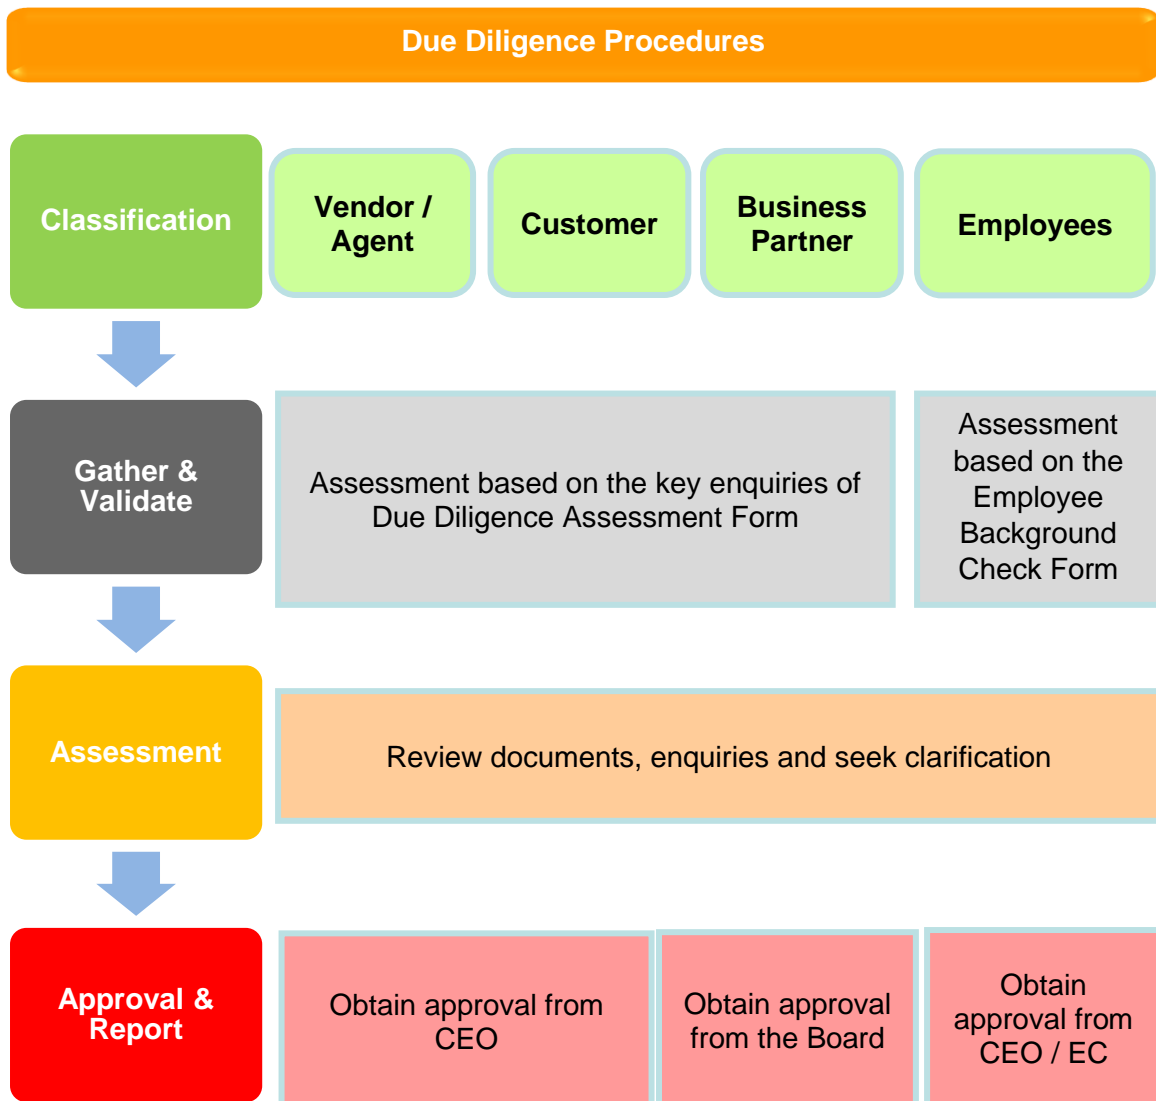 Due Diligence Procedures
Classification
Vendor /
Agent
Customer
Business
Partner
Employees
Gather &
Validate
Assessment based on the key enquiries of
Due Diligence Assessment Form
Assessment
based on the
Employee
Background
Check Form
Assessment
Review documents, enquiries and seek clarification
Approval &
Report
Obtain approval from
CEO
Obtain approval
from the Board
Obtain
approval from
CEO / EC